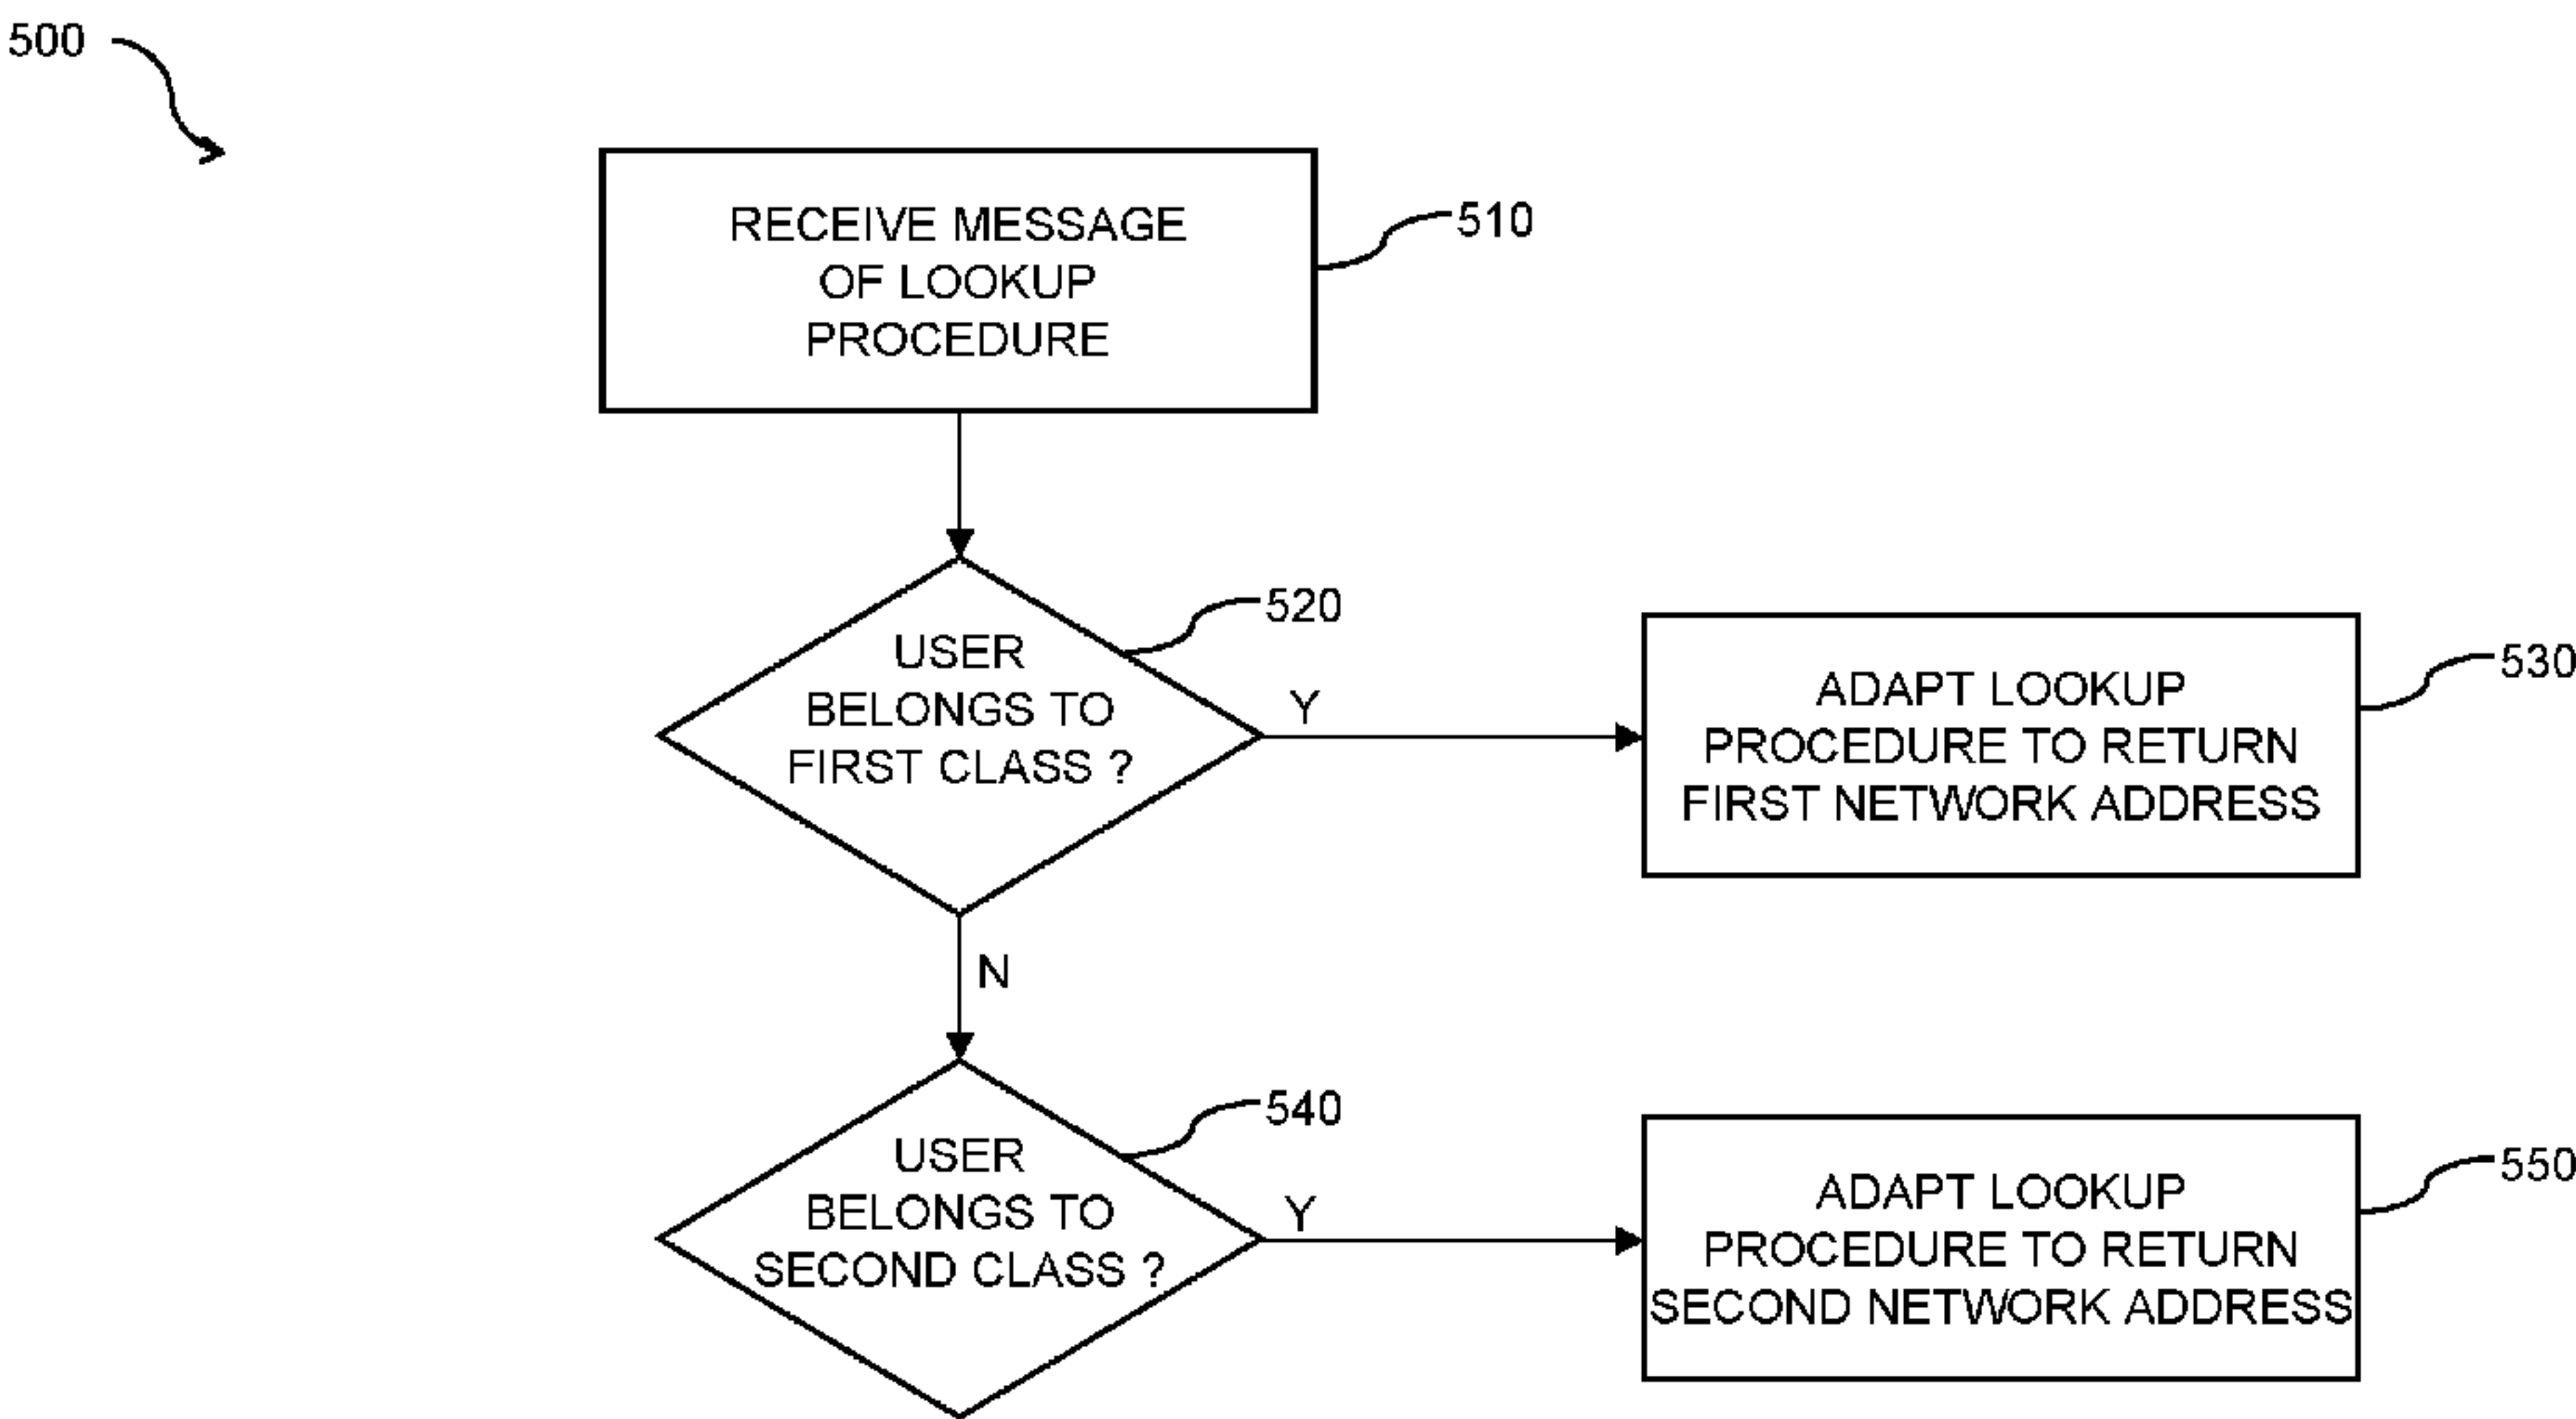 500
RECEIVE MESSAGE
OF LOOKUP
PROCEDURE
510
USER
BELONGS TO
FIRST CLASS ?
520
Y
ADAPT LOOKUP
PROCEDURE TO RETURN
FIRST NETWORK ADDRESS
530
N
USER
BELONGS TO
SECOND CLASS ?
540
Y
ADAPT LOOKUP
PROCEDURE TO RETURN
SECOND NETWORK ADDRESS
550